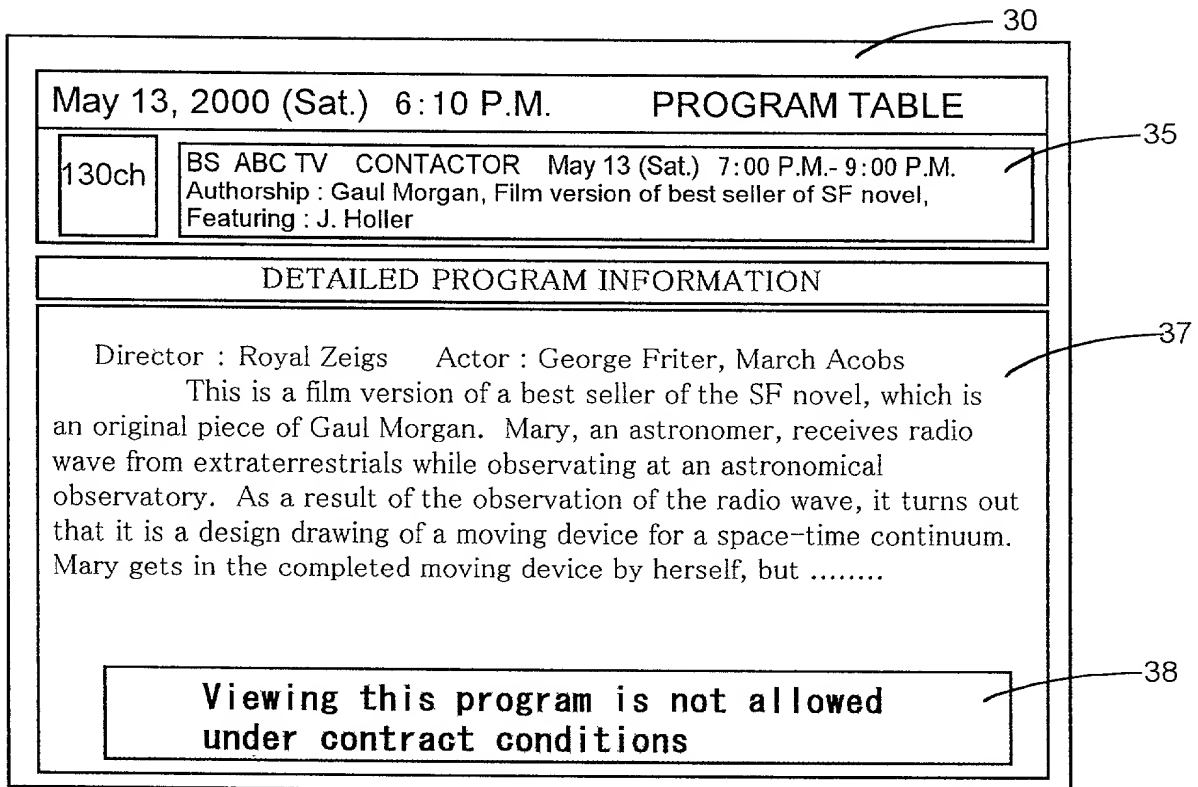 30
May 13, 2000 (Sat.) 6:10 P.M. PROGRAM TABLE
35
130ch
BS ABC TV CONTACTOR May 13 (Sat.) 7:00 P.M.- 9:00 P.M.
Authorship : Gaul Morgan, Film version of best seller of SF novel,
Featuring : J. Holler
DETAILED PROGRAM INFORMATION
37
Director : Royal Zeigs Actor : George Friter, March Acobs
This is a film version of a best seller of the SF novel, which is
an original piece of Gaul Morgan. Mary, an astronomer, receives radio
wave from extraterrestrials while observating at an astronomical
observatory. As a result of the observation of the radio wave, it turns out
that it is a design drawing of a moving device for a space-time continuum.
Mary gets in the completed moving device by herself, but ........
38
Viewing this program is not allowed
under contract conditions